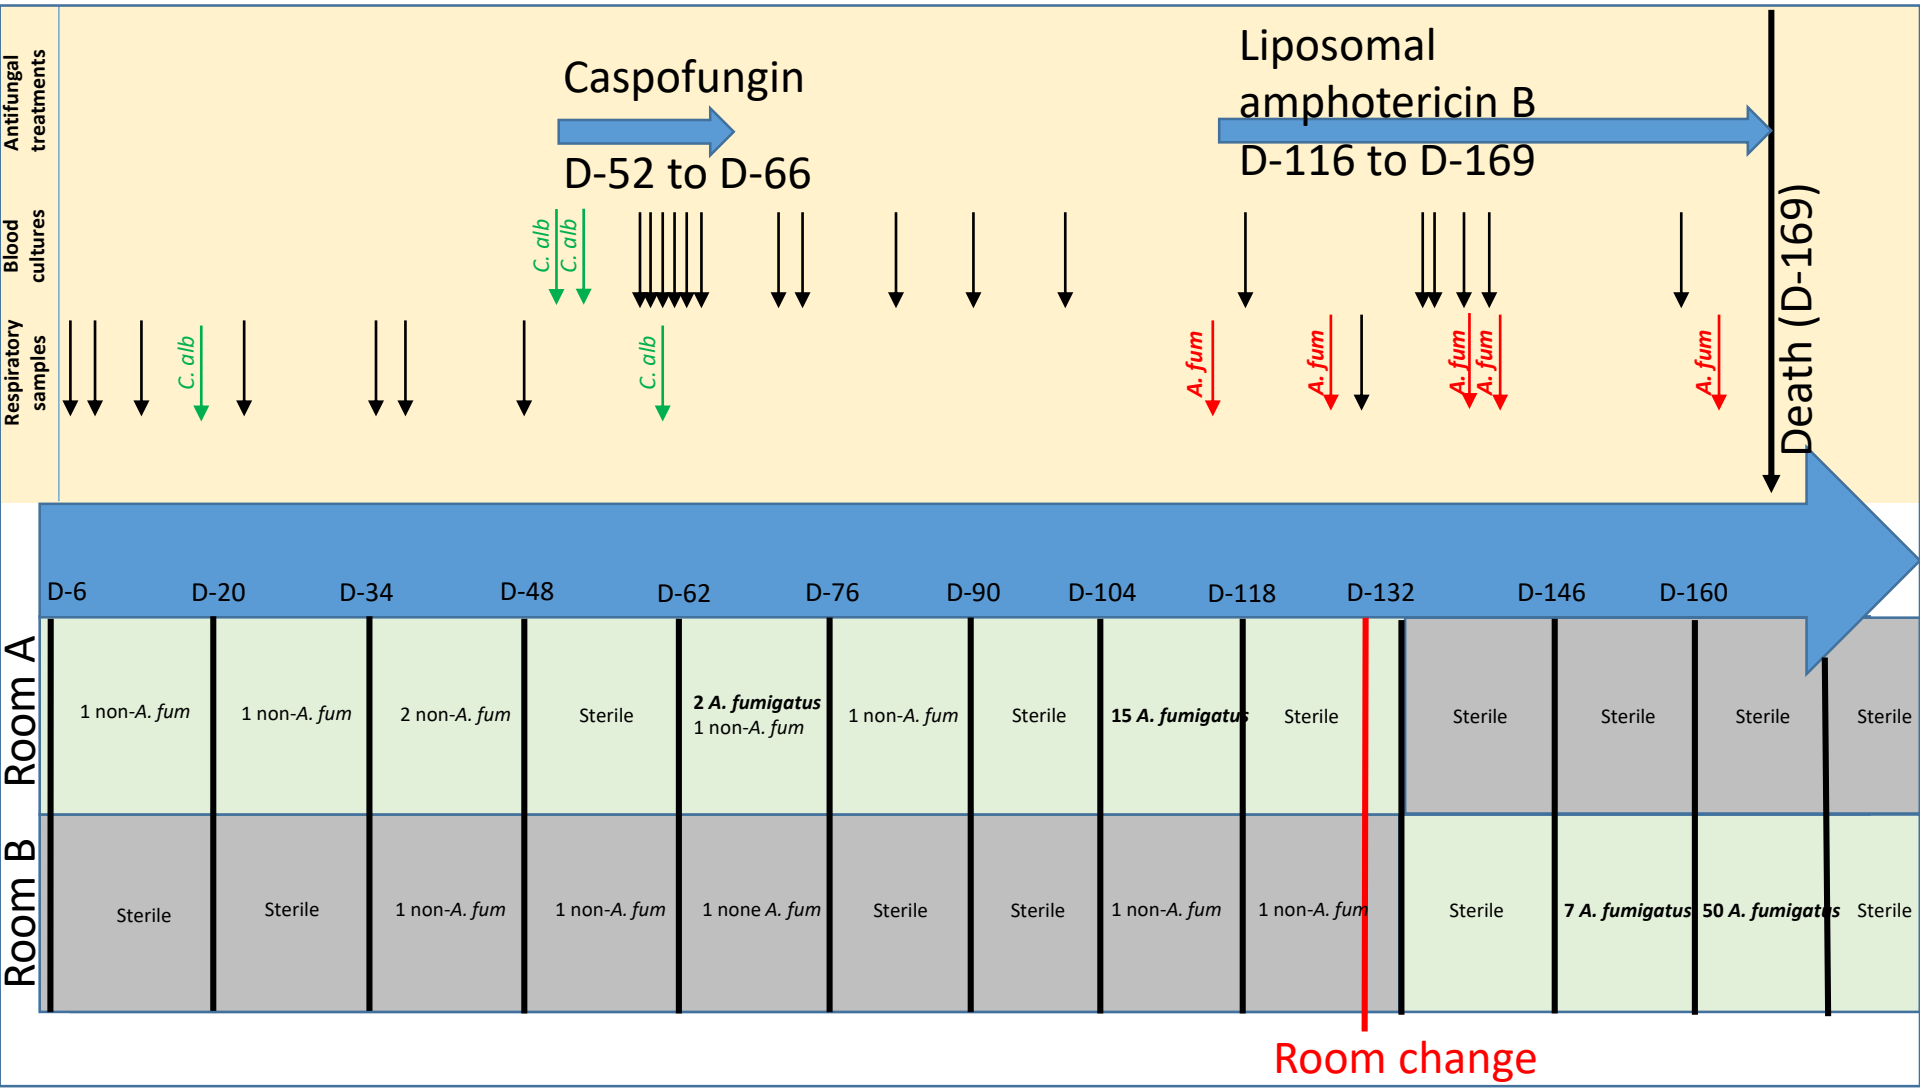 Antifungal
treatments
Caspofungin
D-52 to D-66
Liposomal
amphotericin B
D-116 to D-169
Blood
cultures
C. alb
C. alb
Respiratory
samples
C. alb
C. alb
A. fum
A. fum
A. fum
A. fum
A. fum
Death (D-169)
D-6
D-20
D-34
D-48
D-62
D-76
D-90
D-104
D-118
D-132
D-146
D-160
Room A
1 non-A. fum
1 non-A. fum
2 non-A. fum
Sterile
2 A. fumigatus
1 non-A. fum
1 non-A. fum
Sterile
15 A. fumigatus
Sterile
Sterile
Sterile
Sterile
Sterile
Room B
Sterile
Sterile
1 non-A. fum
1 non-A. fum
1 none A. fum
Sterile
Sterile
1 non-A. fum
1 non-A. fum
Sterile
7 A. fumigatus
50 A. fumigatus
Sterile
Room change